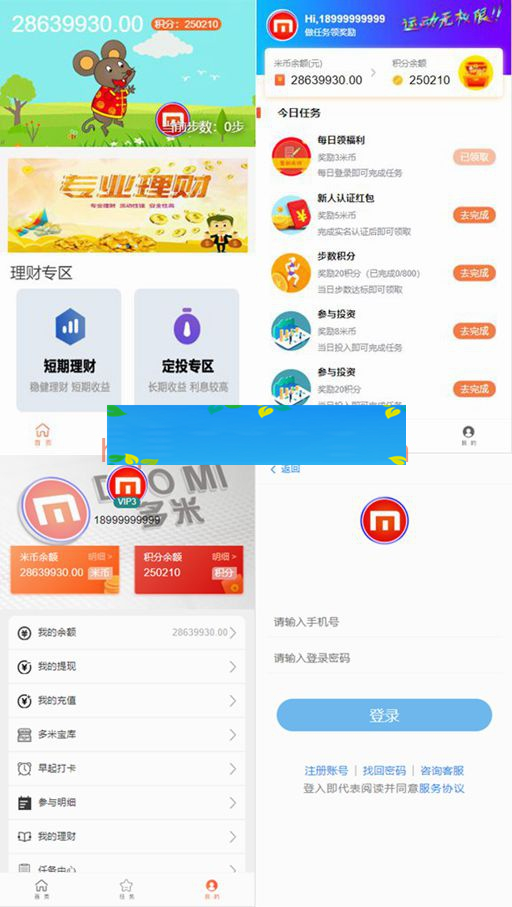 28639930.00
积分：250210
当前步数：0步
专业理财
专业理财
安全性高
理财专区
短期理财
稳健理财 短期收益
定投专区
长期收益 利息较高
首 页
Hi,18999999999
做任务领奖励
运动无极限!!
米币余额(元)
28639930.00
积分余额
250210
今日任务
每日领福利
奖励3米币
每日登录即可完成任务
已领取
新人认证红包
奖励5米币
完成实名认证后即可领取
去完成
步数积分
奖励20积分（已完成0/800）
当日步数达标即可领取
去完成
参与投资
奖励8米币
当日投入即可完成任务
去完成
参与投资
奖励20积分
当日投入即可完成任务
去完成
我 的
多米
VIP3
18999999999
米币余额
明细 >
28639930.00
米币
积分余额
明细 >
250210
积分
我的余额
28639930.00
我的提现
我的充值
多米宝库
早起打卡
参与明细
我的理财
任务中心
首 页
任 务
我 的
返回
请输入手机号
请输入登录密码
登录
注册账号 | 找回密码 | 咨询客服
登入即代表阅读并同意服务协议